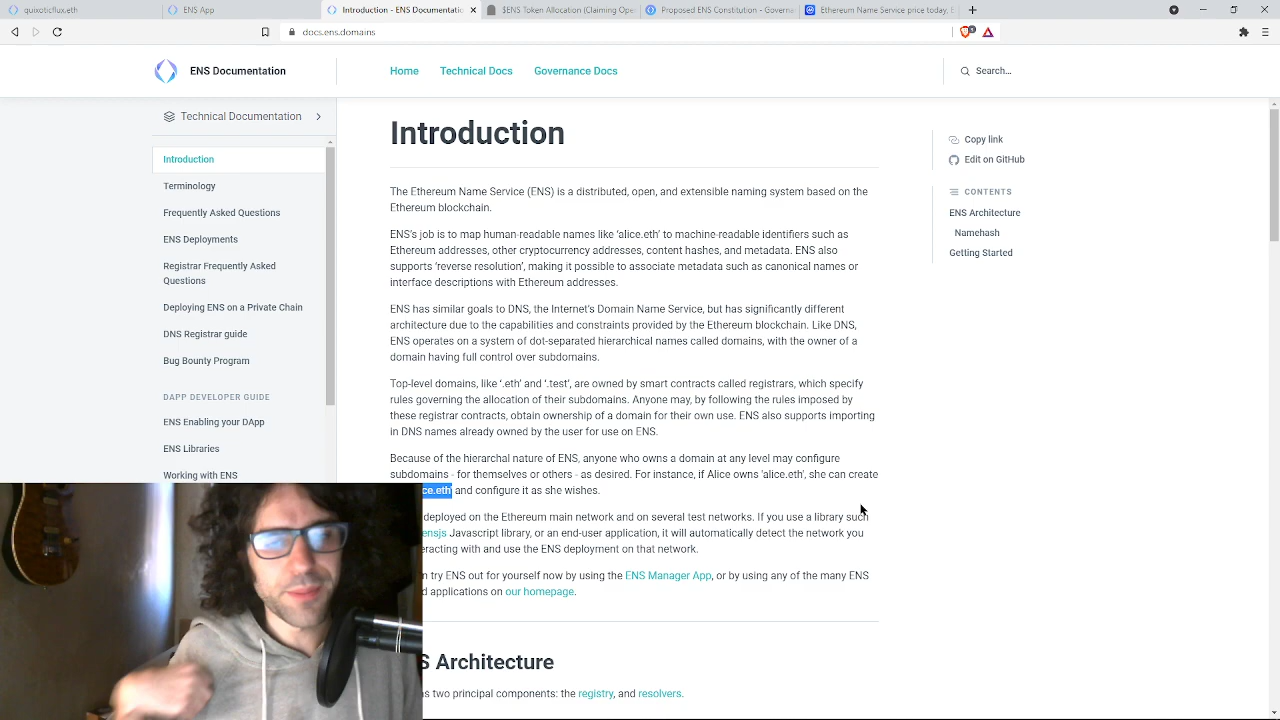 quixoticflux.eth
ENS App
Introduction - ENS Documentation
$ENS Token Allocation (Claiming Ope
Proposed ENS Constitution - Governa
Ethereum Name Service price today, E
docs.ens.domains
ENS Documentation
Home
Technical Docs
Governance Docs
Search...
Technical Documentation
Introduction
Terminology
Frequently Asked Questions
ENS Deployments
Registrar Frequently Asked
Questions
Deploying ENS on a Private Chain
DNS Registrar guide
Bug Bounty Program
DAPP DEVELOPER GUIDE
ENS Enabling your DApp
ENS Libraries
Working with ENS
Introduction
The Ethereum Name Service (ENS) is a distributed, open, and extensible naming system based on the
Ethereum blockchain.
ENS's job is to map human-readable names like 'alice.eth' to machine-readable identifiers such as
Ethereum addresses, other cryptocurrency addresses, content hashes, and metadata. ENS also
supports 'reverse resolution', making it possible to associate metadata such as canonical names or
interface descriptions with Ethereum addresses.
ENS has similar goals to DNS, the Internet's Domain Name Service, but has significantly different
architecture due to the capabilities and constraints provided by the Ethereum blockchain. Like DNS,
ENS operates on a system of dot-separated hierarchical names called domains, with the owner of a
domain having full control over subdomains.
Top-level domains, like '.eth' and '.test', are owned by smart contracts called registrars, which specify
rules governing the allocation of their subdomains. Anyone may, by following the rules imposed by
these registrar contracts, obtain ownership of a domain for their own use. ENS also supports importing
in DNS names already owned by the user for use on ENS.
Because of the hierarchal nature of ENS, anyone who owns a domain at any level may configure
subdomains - for themselves or others - as desired. For instance, if Alice owns 'alice.eth', she can create
ce.eth' and configure it as she wishes.
deployed on the Ethereum main network and on several test networks. If you use a library such
ensjs Javascript library, or an end-user application, it will automatically detect the network you
eracting with and use the ENS deployment on that network.
n try ENS out for yourself now by using the ENS Manager App, or by using any of the many ENS
d applications on our homepage.
S Architecture
s two principal components: the registry, and resolvers.
Copy link
Edit on GitHub
CONTENTS
ENS Architecture
Namehash
Getting Started